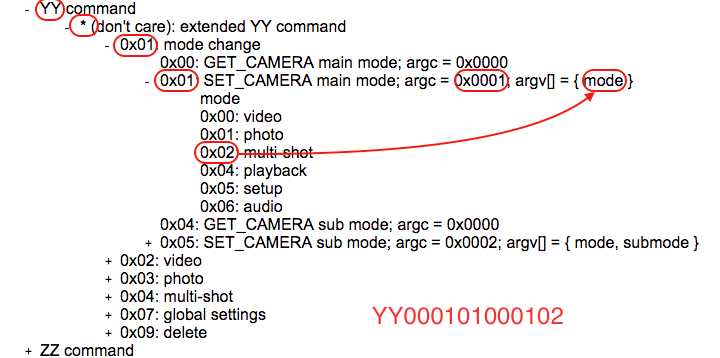 - YY command
- * (don't care): extended YY command
- 0x01: mode change
0x00: GET_CAMERA main mode; argc = 0x0000
- 0x01: SET_CAMERA main mode; argc = 0x0001; argv[] = { mode }
mode
0x00: video
0x01: photo
0x02: multi-shot
0x04: playback
0x05: setup
0x06: audio
0x04: GET_CAMERA sub mode; argc = 0x0000
+ 0x05: SET_CAMERA sub mode; argc = 0x0002; argv[] = { mode, submode }
+ 0x02: video
+ 0x03: photo
+ 0x04: multi-shot
+ 0x07: global settings
YY000101000102
+ 0x09: delete
+ ZZ command